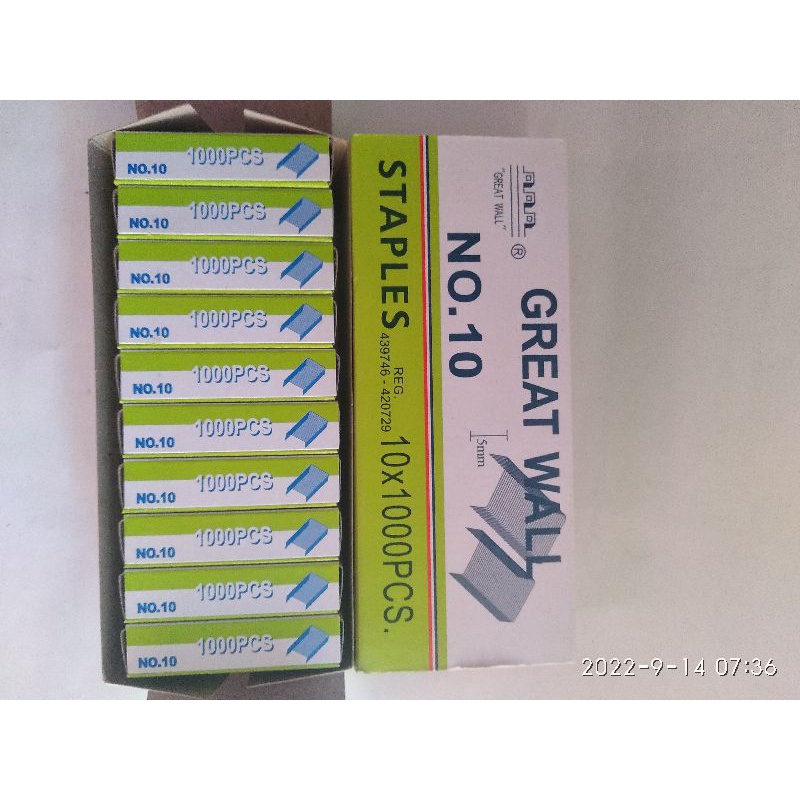 1000PCS
NO.10
1000PCS
NO.10
1000PCS
NO.10
1000PCS
NO.10
1000PCS
NO.10
1000PCS
NO.10
1000PCS
NO.10
1000PCS
NO.10
1000PCS
NO.10
1000PCS
NO.10
"GREAT WALL"
®
GREAT WALL
NO.10
5mm
STAPLES
REG.
439746 - 420729
10x1000PCS.
2022-9-14 07:36